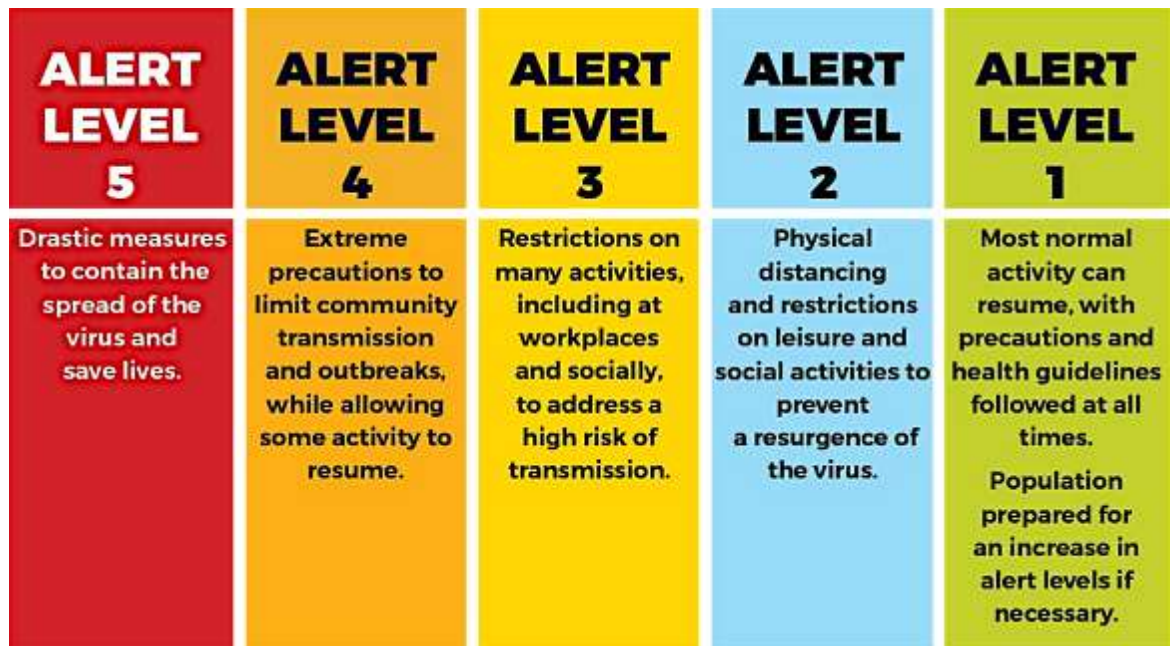 ALERT
LEVEL
5
Drastic measures
to contain the
spread of the
virus and
save lives.
ALERT
LEVEL
4
Extreme
precautions to
limit community
transmission
and outbreaks,
while allowing
some activity to
resume.
ALERT
LEVEL
3
Restrictions on
many activities,
including at
workplaces
and socially,
to address a
high risk of
transmission.
ALERT
LEVEL
2
Physical
distancing
and restrictions
on leisure and
social activities to
prevent
a resurgence of
the virus.
ALERT
LEVEL
1
Most normal
activity can
resume, with
precautions and
health guidelines
followed at all
times.
Population
prepared for
an increase in
alert levels if
necessary.